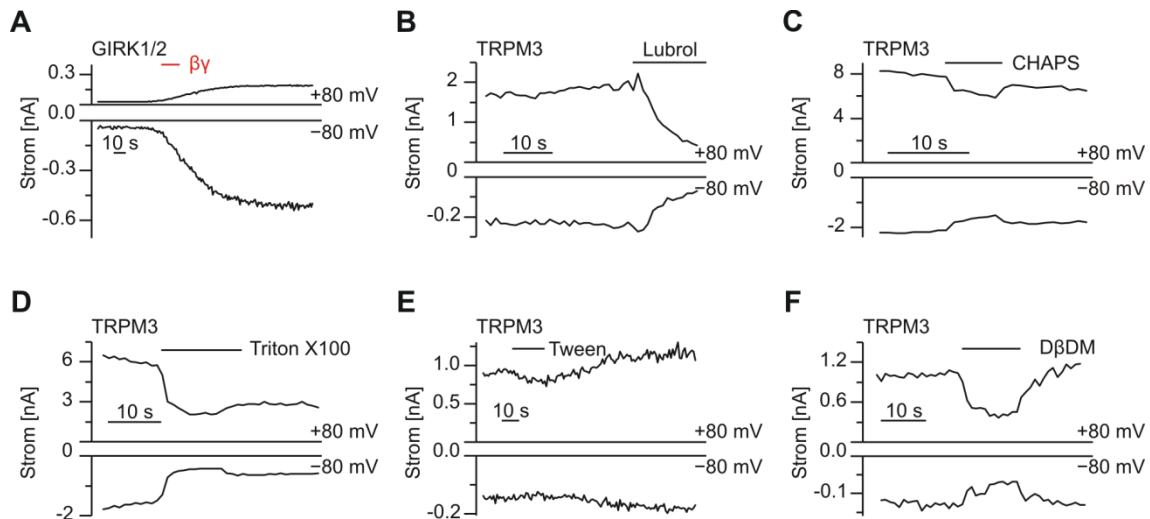 A
GIRK1/2
βγ
0.3
0.0
-0.3
-0.6
+80 mV
−80 mV
10 s
Strom [nA]
B
TRPM3
Lubrol
2
1
0
-0.2
10 s
+80 mV
−80 mV
Strom [nA]
C
TRPM3
CHAPS
8
4
0
-2
10 s
+80 mV
−80 mV
Strom [nA]
D
TRPM3
Triton X100
6
3
0
-2
10 s
+80 mV
−80 mV
Strom [nA]
E
TRPM3
Tween
1.0
0.5
0.0
-0.2
10 s
+80 mV
−80 mV
Strom [nA]
F
TRPM3
DβDM
1.2
0.6
0.0
-0.1
10 s
+80 mV
−80 mV
Strom [nA]